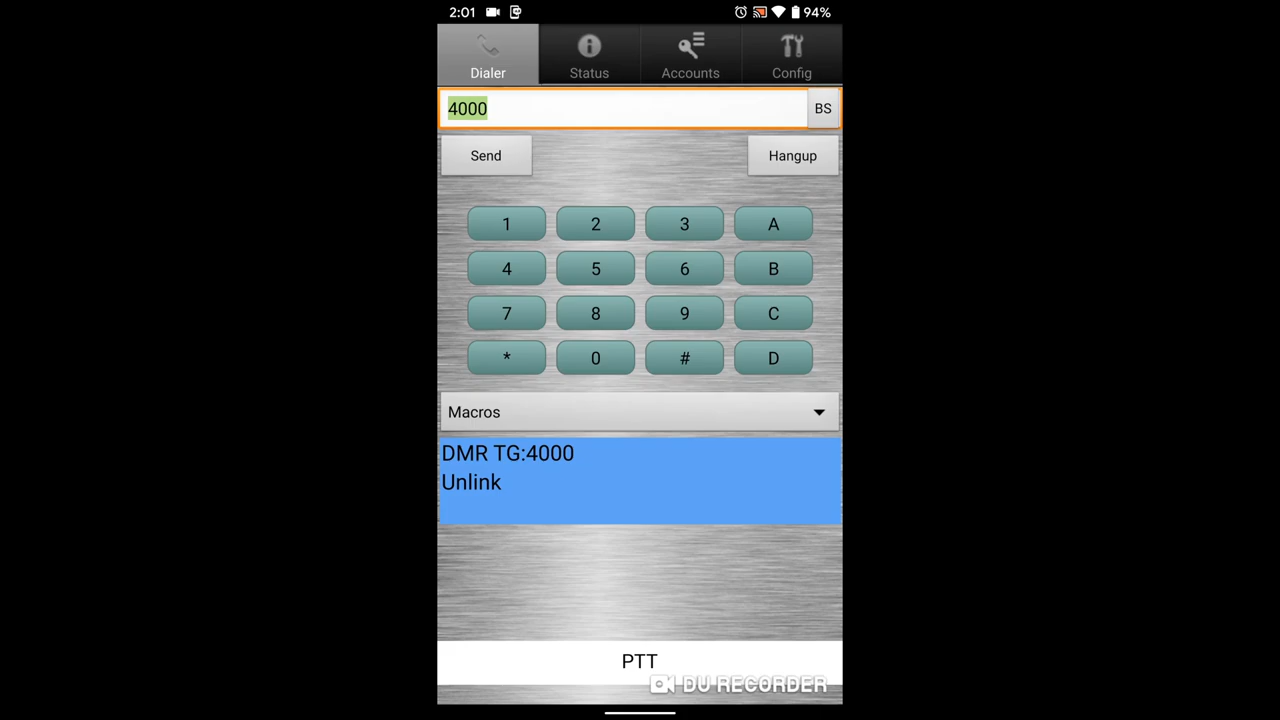 2:01 94%
Dialer Status Accounts Config
4000 BS
Send Hangup
1 2 3 A
4 5 6 B
7 8 9 C
* 0 # D
Macros
DMR TG:4000
Unlink
PTT
DU RECORDER